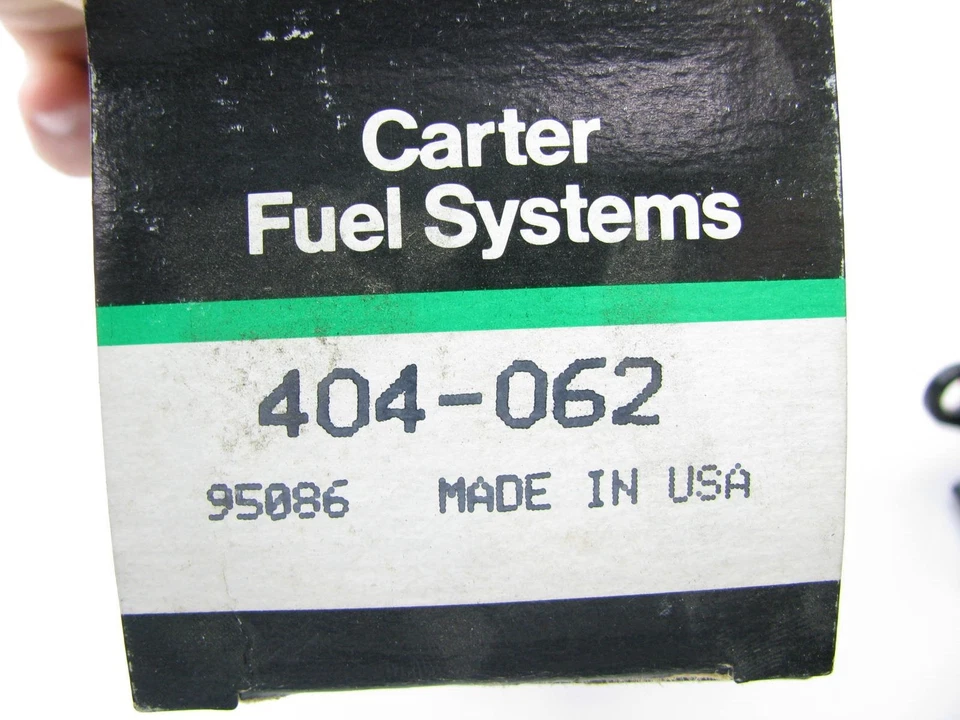 Carter
Fuel Systems
404-062
95086 MADE IN USA